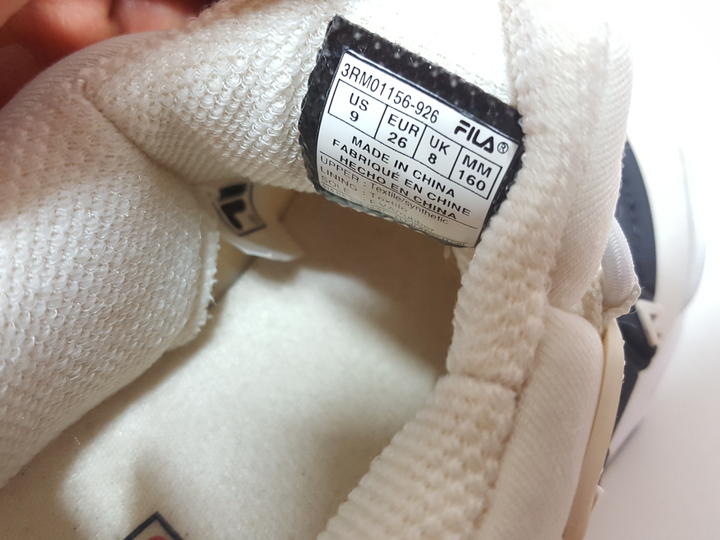 3RM01156-926
FILA®
US EUR UK MM
9 26 8 160
MADE IN CHINA
FABRIQUÉ EN CHINE
HECHO EN CHINA
UPPER : Textile/synthetic
LINING : Textile